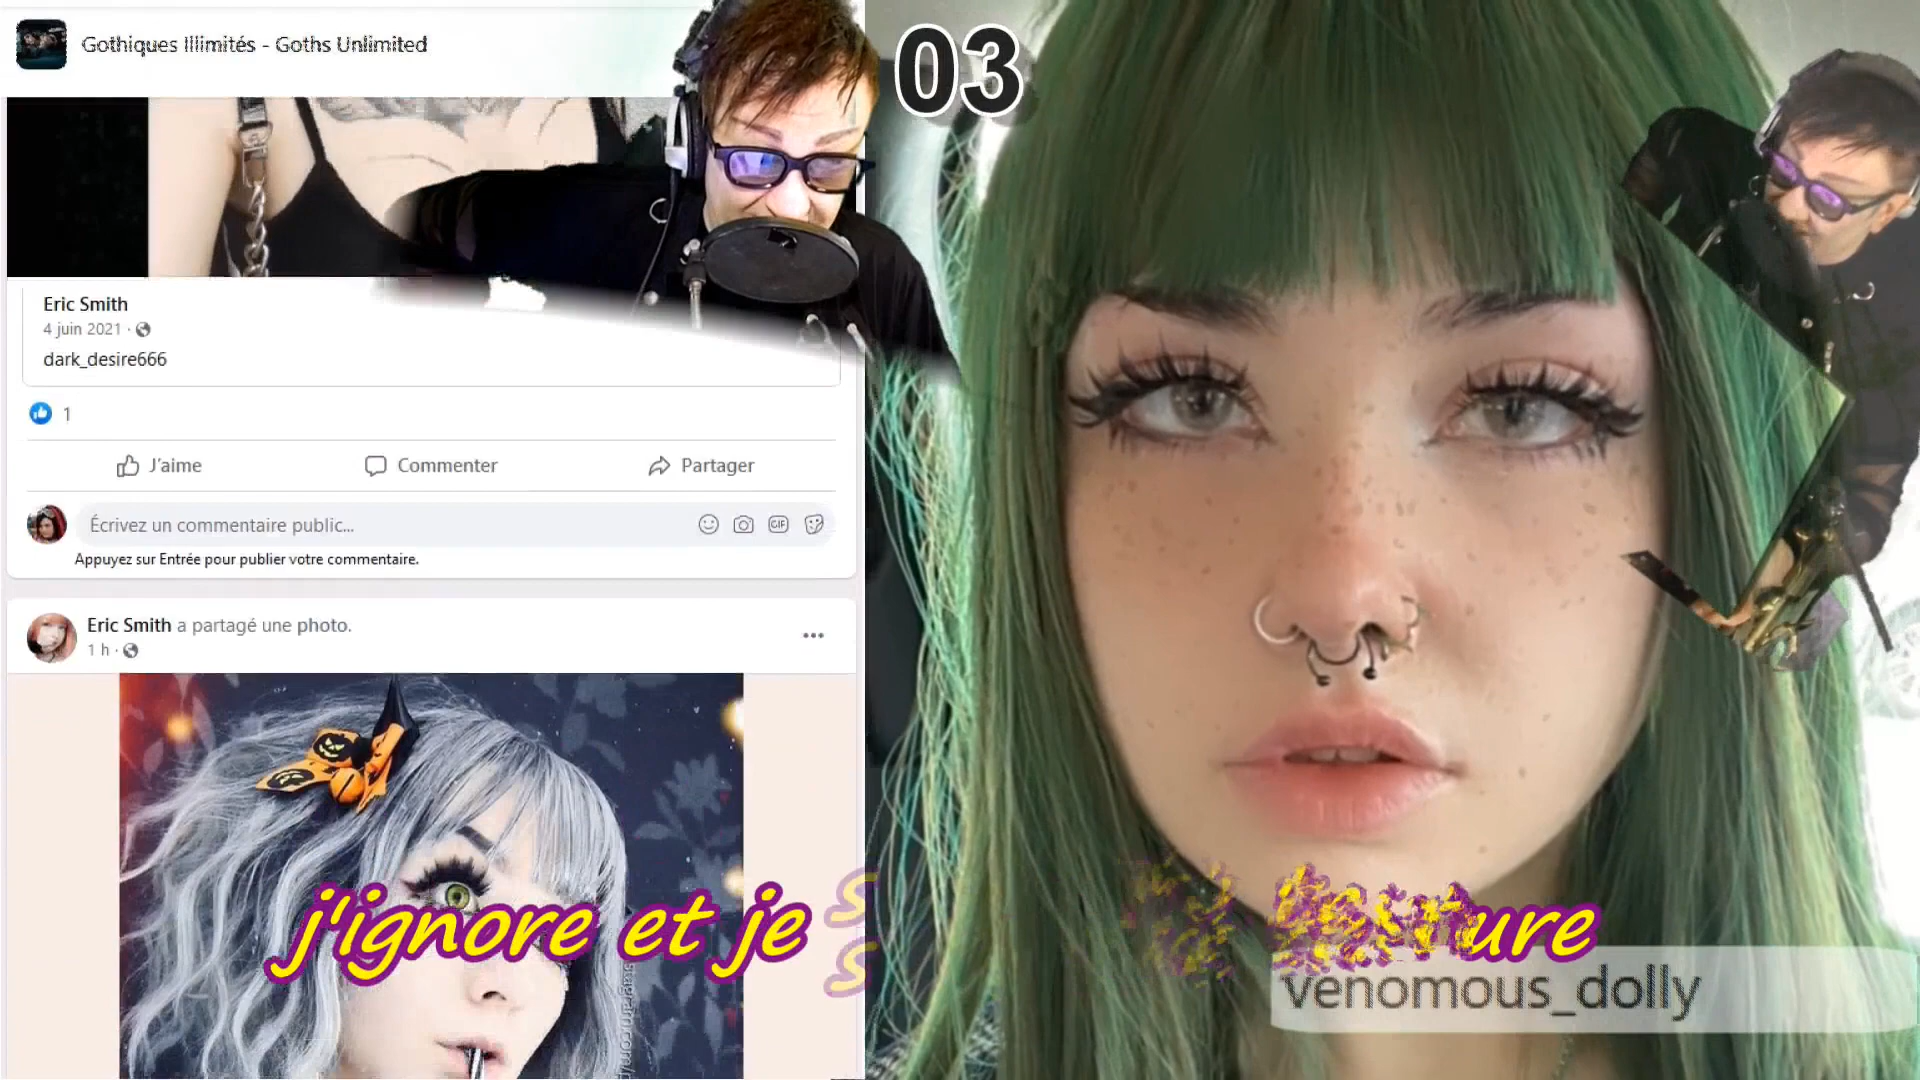 Gothiques Illimités - Goths Unlimited
03
Eric Smith
4 juin 2021 ·
dark_desire666
1
J'aime
Commenter
Partager
Écrivez un commentaire public...
GIF
Appuyez sur Entrée pour publier votre commentaire.
Eric Smith a partagé une photo.
1 h ·
j'ignore et je
venomous_dolly